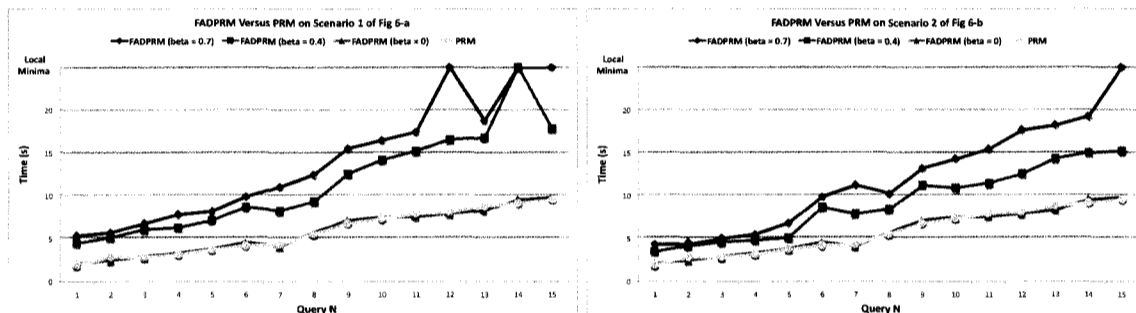 FADPRM Versus PRM on Scenario 1 of Fig 6-a
FADPRM (beta = 0.7) FADPRM (beta = 0.4) FADPRM (beta = 0) PRM
Local
Minima
20
15
10
5
0
Time (s)
1 2 3 4 5 6 7 8 9 10 11 12 13 14 15
Query N
FADPRM Versus PRM on Scenario 2 of Fig 6-b
FADPRM (beta = 0.7) FADPRM (beta = 0.4) FADPRM (beta = 0) PRM
Local
Minima
20
15
10
5
0
Time (s)
1 2 3 4 5 6 7 8 9 10 11 12 13 14 15
Query N